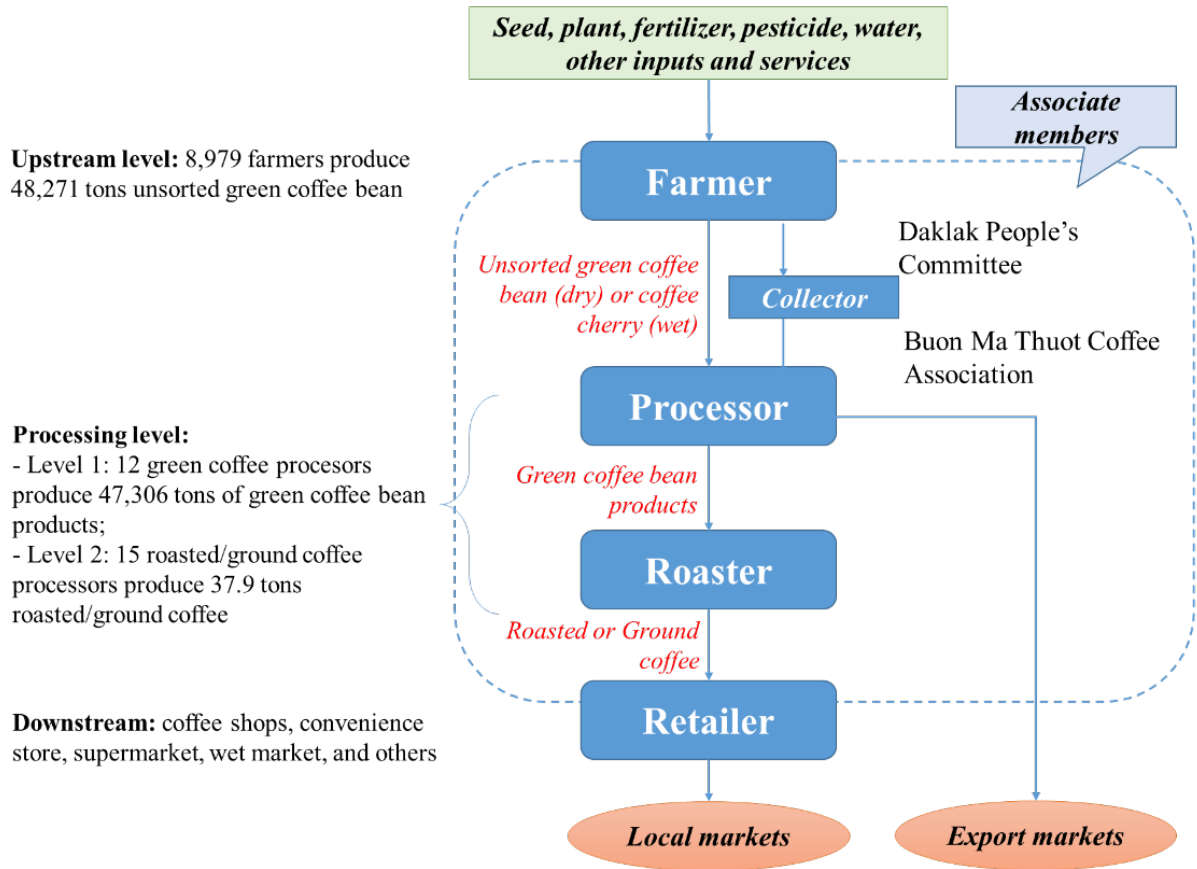 Seed, plant, fertilizer, pesticide, water,
other inputs and services
Associate
members
Upstream level: 8,979 farmers produce
48,271 tons unsorted green coffee bean
Farmer
Daklak People’s
Committee
Unsorted green coffee
bean (dry) or coffee
cherry (wet)
Collector
Buon Ma Thuot Coffee
Association
Processor
Processing level:
- Level 1: 12 green coffee procesors
produce 47,306 tons of green coffee bean
products;
- Level 2: 15 roasted/ground coffee
processors produce 37.9 tons
roasted/ground coffee
Green coffee bean
products
Roaster
Roasted or Ground
coffee
Downstream: coffee shops, convenience
store, supermarket, wet market, and others
Retailer
Local markets
Export markets